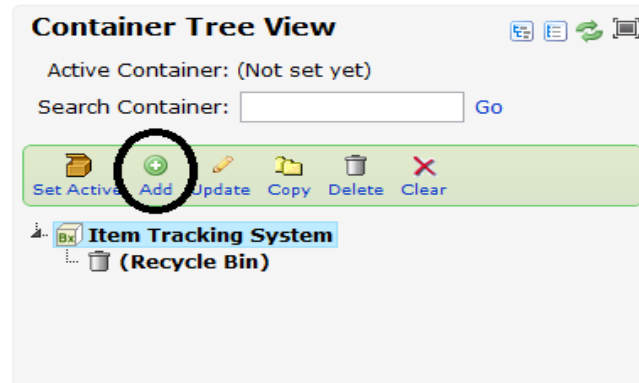 Container Tree View
Active Container: (Not set yet)
Search Container: Go
Set Active Add Update Copy Delete Clear
Bx Item Tracking System
(Recycle Bin)